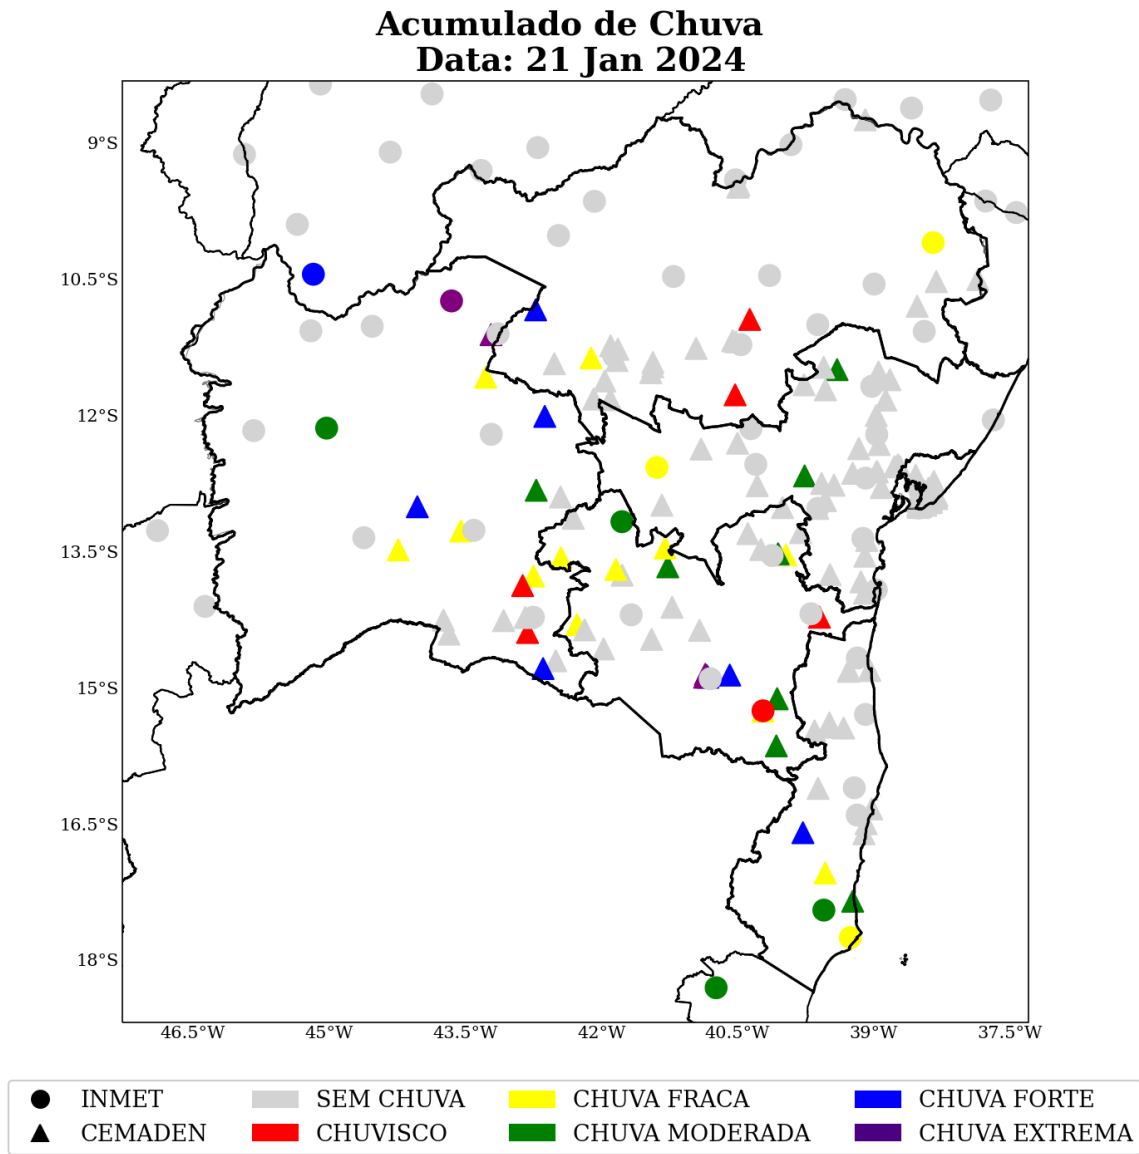 Acumulado de Chuva
Data: 21 Jan 2024
9°S
10.5°S
12°S
13.5°S
15°S
16.5°S
18°S
46.5°W 45°W 43.5°W 42°W 40.5°W 39°W 37.5°W
INMET SEM CHUVA CHUVA FRACA CHUVA FORTE
CEMADEN CHUVISCO CHUVA MODERADA CHUVA EXTREMA